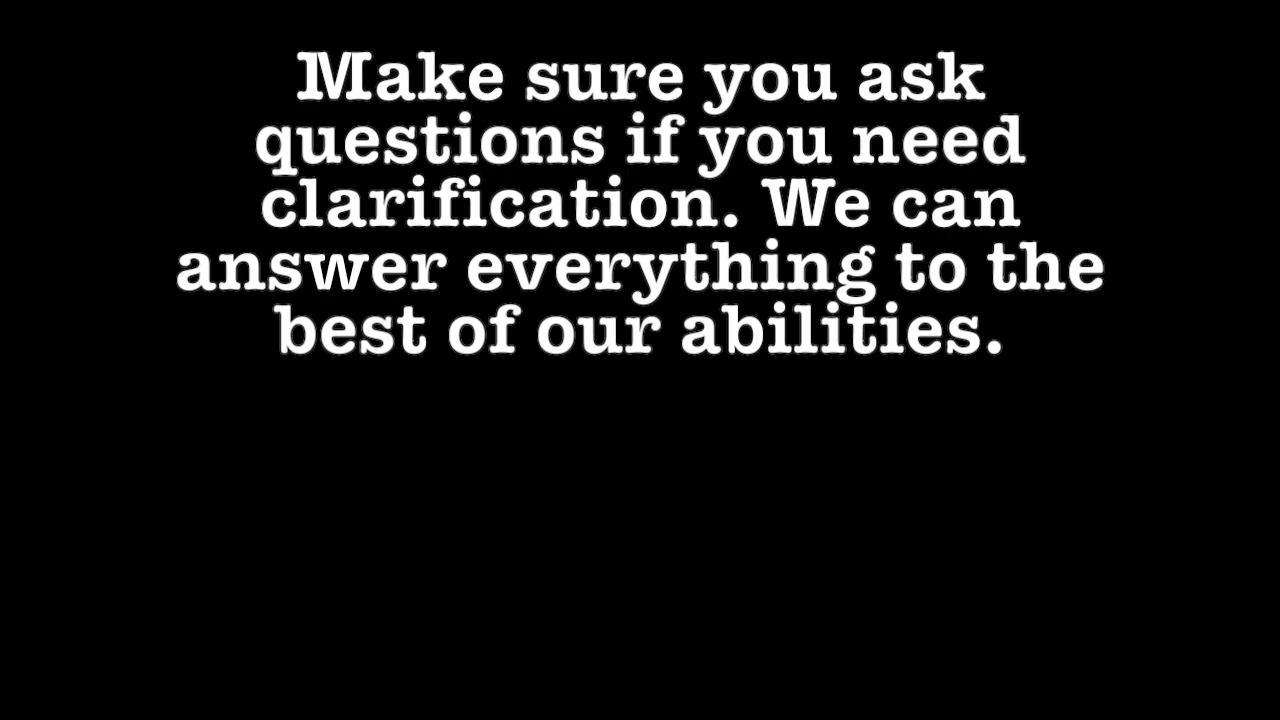 Make sure you ask
questions if you need
clarification. We can
answer everything to the
best of our abilities.